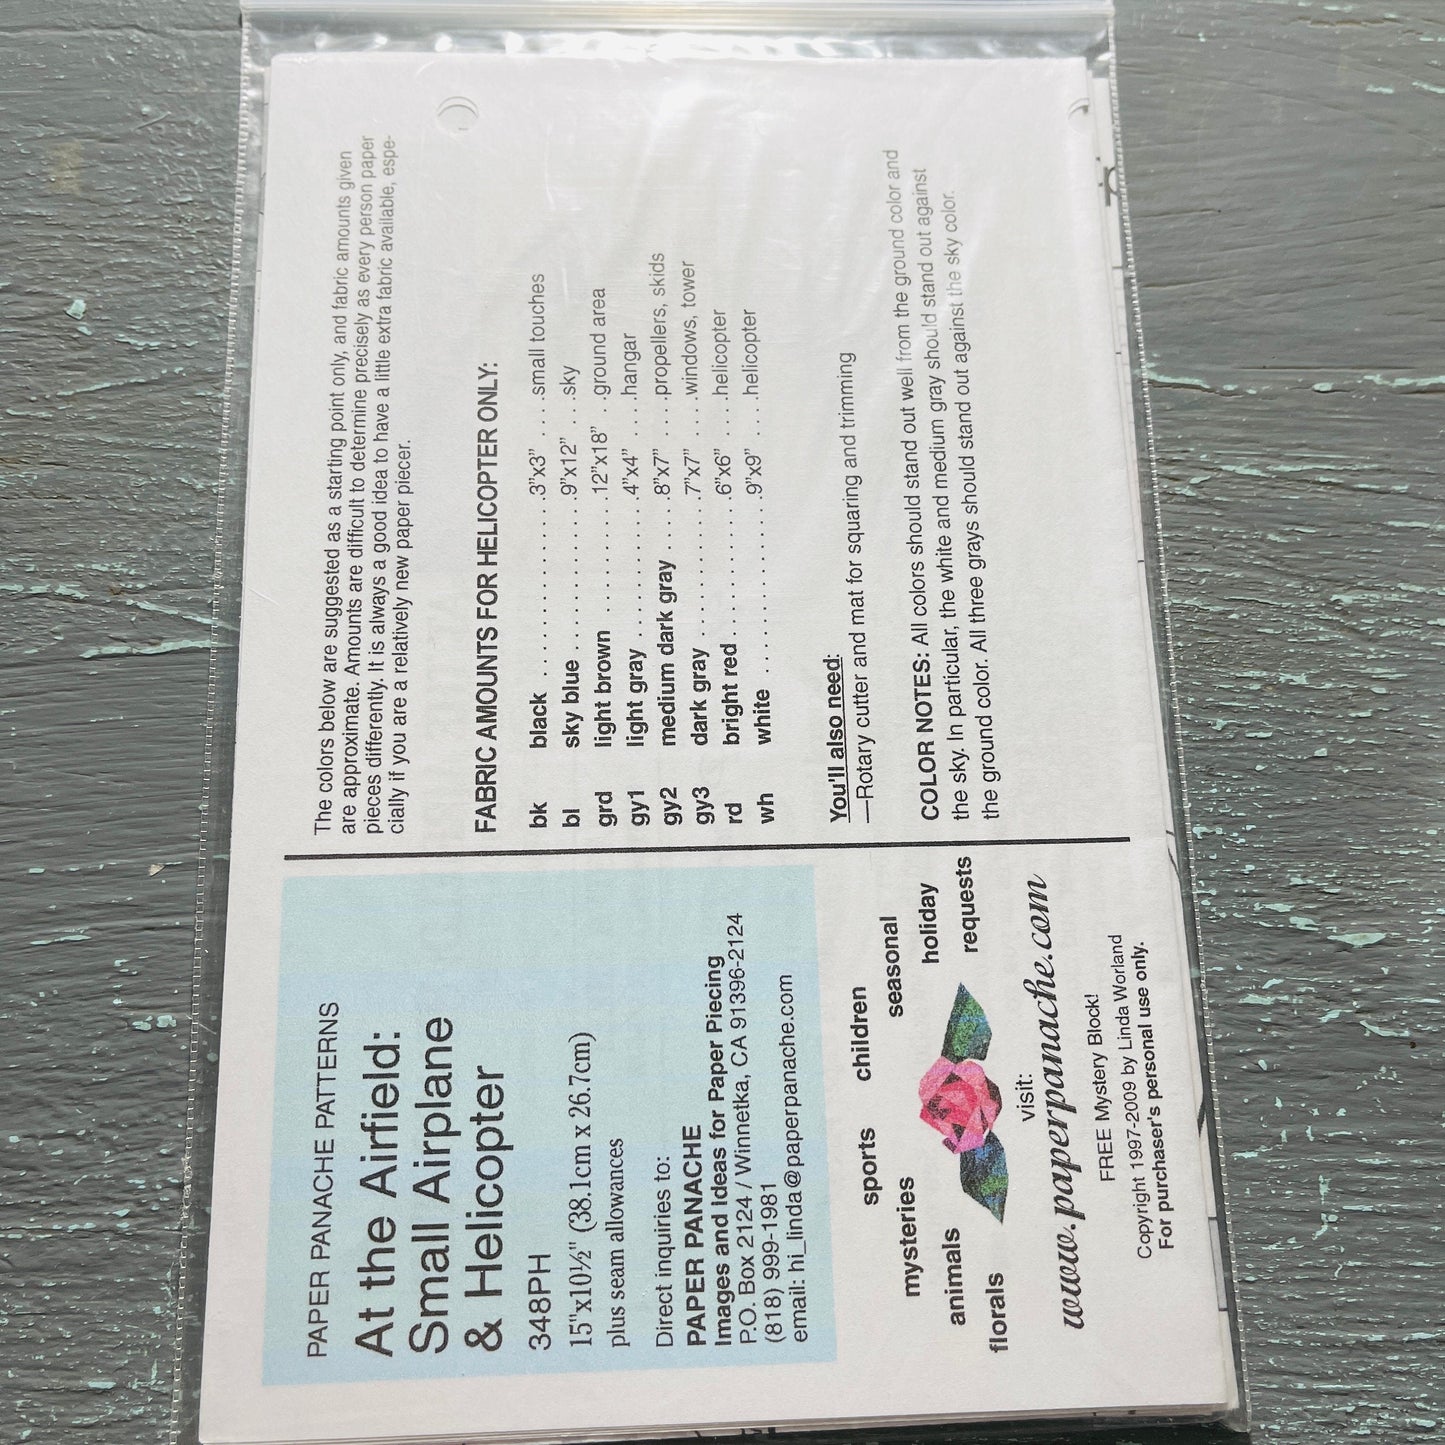 PAPER PANACHE PATTERNS
At the Airfield:
Small Airplane
& Helicopter
348PH
15"x10½" (38.1cm x 26.7cm)
plus seam allowances
Direct inquiries to:
PAPER PANACHE
Images and Ideas for Paper Piecing
P.O. Box 2124 / Winnetka, CA 91396-2124
(818) 999-1981
email: hi_linda@paperpanache.com
sports children
mysteries seasonal
animals holiday
florals requests
visit:
www.paperpanache.com
FREE Mystery Block!
Copyright 1997-2009 by Linda Worland
For purchaser's personal use only.
The colors below are suggested as a starting point only, and fabric amounts given
are approximate. Amounts are difficult to determine precisely as every person paper
pieces differently. It is always a good idea to have a little extra fabric available, espe-
cially if you are a relatively new paper piecer.
FABRIC AMOUNTS FOR HELICOPTER ONLY:
bk black . . . . . . . . . . . . . .3"x3" . . . .small touches
bl sky blue . . . . . . . . . . . .9"x12" . . . .sky
grd light brown . . . . . . . . .12"x18" . .ground area
gy1 light gray . . . . . . . . . . .4"x4" . . . .hangar
gy2 medium dark gray . . . . .8"x7" . . . .propellers, skids
gy3 dark gray . . . . . . . . . . .7"x7" . . . .windows, tower
rd bright red . . . . . . . . . . .6"x6" . . . .helicopter
wh white . . . . . . . . . . . . . .9"x9" . . . .helicopter
You'll also need:
—Rotary cutter and mat for squaring and trimming
COLOR NOTES: All colors should stand out well from the ground color and
the sky. In particular, the white and medium gray should stand out against
the ground color. All three grays should stand out against the sky color.